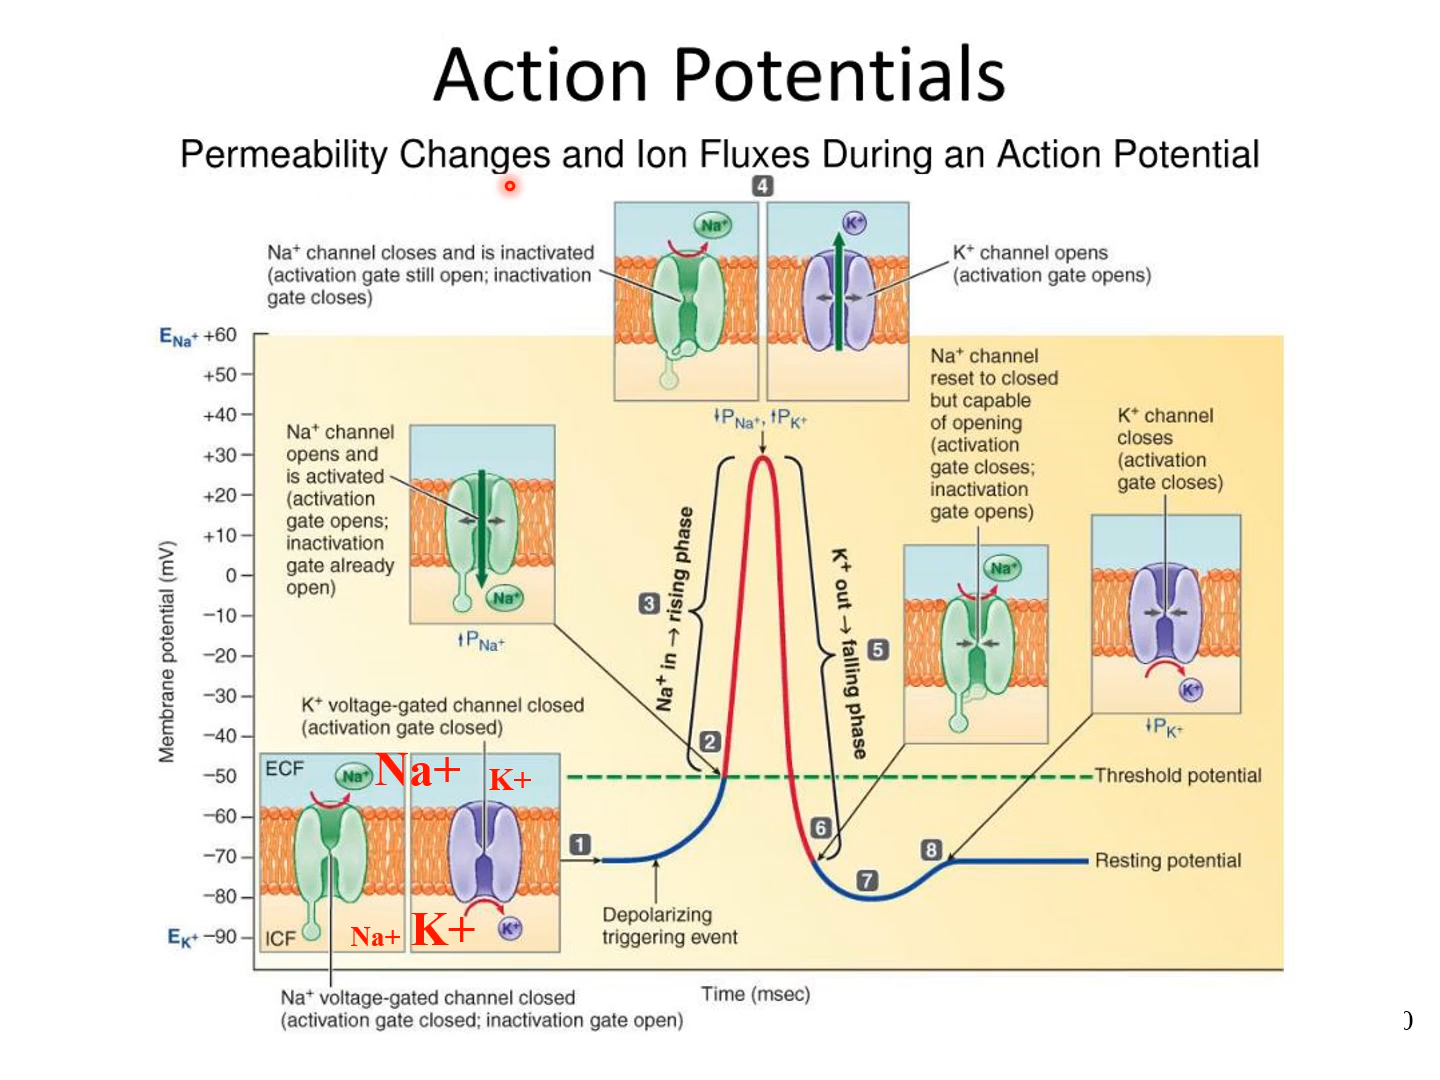 Action Potentials
Permeability Changes and Ion Fluxes During an Action Potential
4
Na+
K+
Na+ channel closes and is inactivated
(activation gate still open; inactivation
gate closes)
K+ channel opens
(activation gate opens)
↓PNa+, ↑PK+
ENa+ +60
+50
+40
+30
+20
+10
0
−10
−20
−30
−40
−50
−60
−70
−80
EK+ −90
Membrane potential (mV)
Na+ channel
opens and
is activated
(activation
gate opens;
inactivation
gate already
open)
Na+
↑PNa+
3
Na+ in → rising phase
K+ out → falling phase
5
Na+ channel
reset to closed
but capable
of opening
(activation
gate closes;
inactivation
gate opens)
Na+
K+ channel
closes
(activation
gate closes)
K+
↓PK+
K+ voltage-gated channel closed
(activation gate closed)
2
ECF
Na+
Na+
K+
ICF
Na+
K+
K+
Threshold potential
1
6
7
8
Resting potential
Depolarizing
triggering event
Na+ voltage-gated channel closed
(activation gate closed; inactivation gate open)
Time (msec)